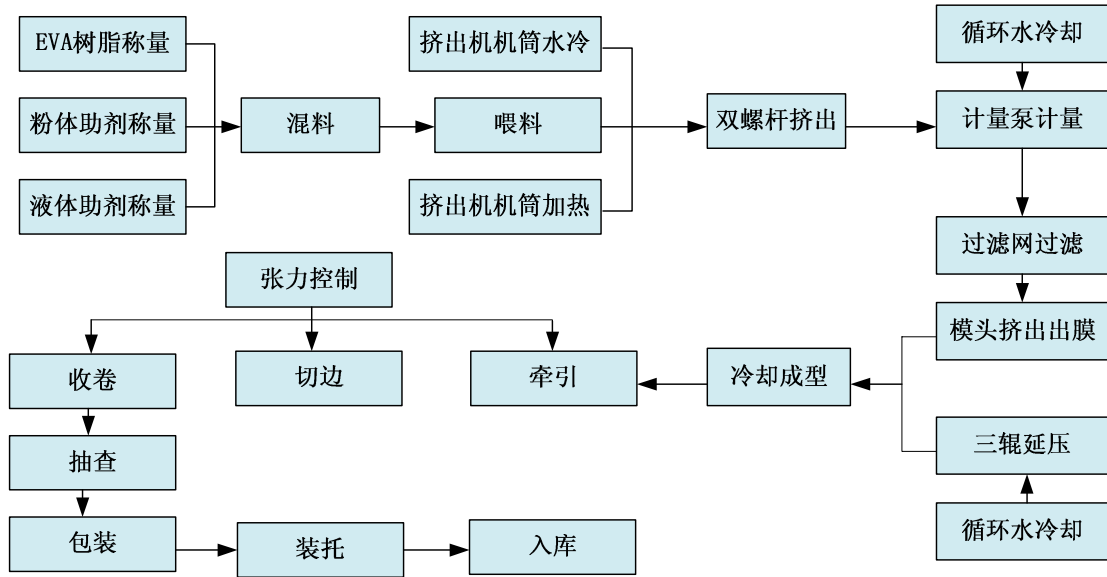 EVA树脂称量
挤出机机筒水冷
循环水冷却
粉体助剂称量
混料
喂料
双螺杆挤出
计量泵计量
液体助剂称量
挤出机机筒加热
过滤网过滤
张力控制
模头挤出出膜
收卷
切边
牵引
冷却成型
抽查
三辊延压
包装
装托
入库
循环水冷却